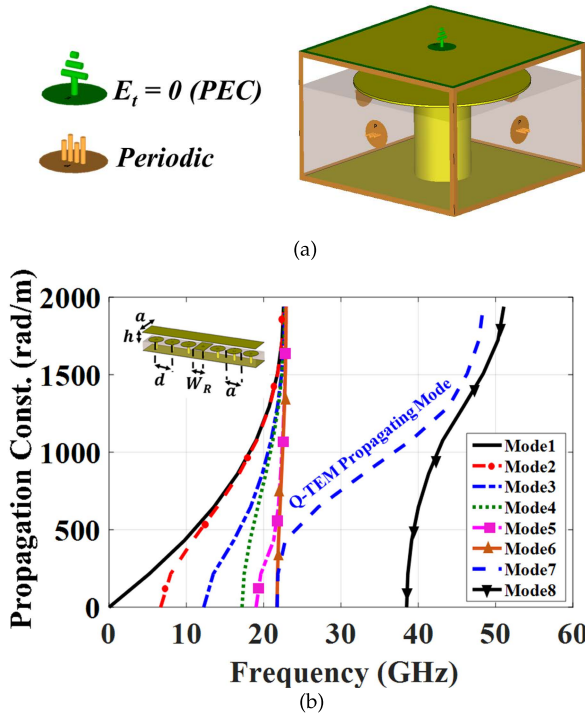 E_t = 0 (PEC)
Periodic
(a)
Propagation Const. (rad/m)
2000
1500
1000
500
0
a
h
d
W_R
a
Q-TEM Propagating Mode
Mode1
Mode2
Mode3
Mode4
Mode5
Mode6
Mode7
Mode8
0 10 20 30 40 50 60
Frequency (GHz)
(b)